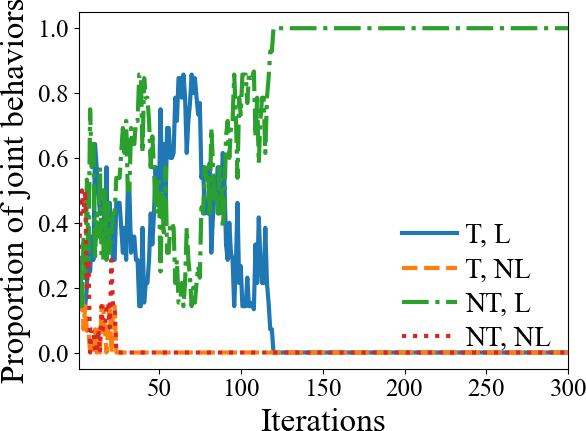 Proportion of joint behaviors
1.0
0.8
0.6
0.4
0.2
0.0
T, L
T, NL
NT, L
NT, NL
50 100 150 200 250 300
Iterations